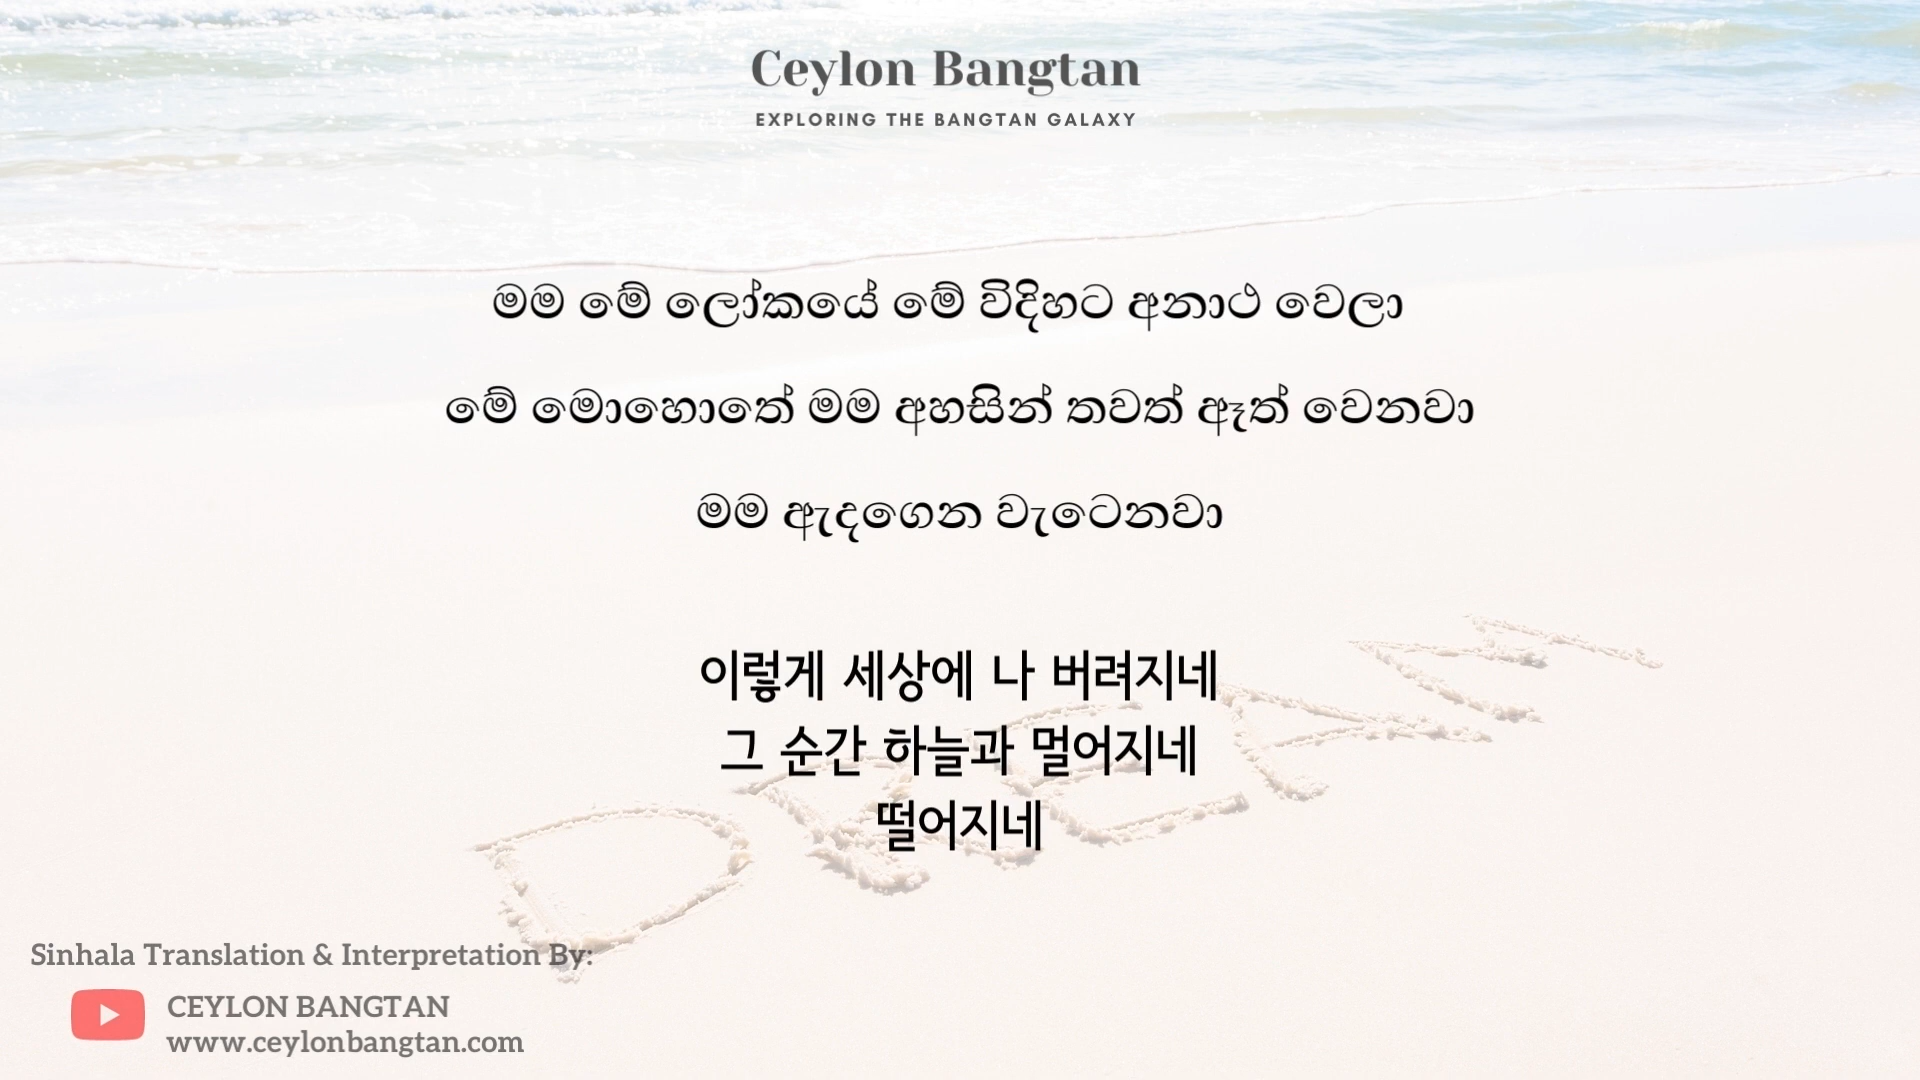 Ceylon Bangtan
EXPLORING THE BANGTAN GALAXY
මම මේ ලෝකයේ මේ විදිහට අනාථ වෙලා
මේ මොහොතේ මම අහසින් තවත් ඈත් වෙනවා
මම ඇදගෙන වැටෙනවා
이렇게 세상에 나 버려지네
그 순간 하늘과 멀어지네
떨어지네
DREAM
Sinhala Translation & Interpretation By:
CEYLON BANGTAN
www.ceylonbangtan.com